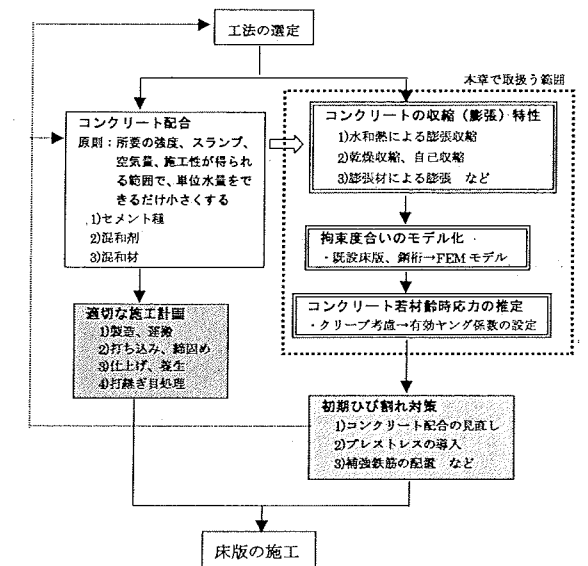 工法の選定
本章で取扱う範囲
コンクリート配合
原則：所要の強度、スランプ、
空気量、施工性が得られ
る範囲で、単位水量をで
きるだけ小さくする
1)セメント種
2)混和剤
3)混和材
コンクリートの収縮（膨張）特性
1)水和熱による膨張収縮
2)乾燥収縮、自己収縮
3)膨張材による膨張　など
拘束度合いのモデル化
・既設床版、鋼桁→FEMモデル
コンクリート若材齢時応力の推定
・クリープ考慮→有効ヤング係数の設定
適切な施工計画
1)製造、運搬
2)打ち込み、締固め
3)仕上げ、養生
4)打継ぎ目処理
初期ひび割れ対策
1)コンクリート配合の見直し
2)プレストレスの導入
3)補強鉄筋の配置　など
床版の施工